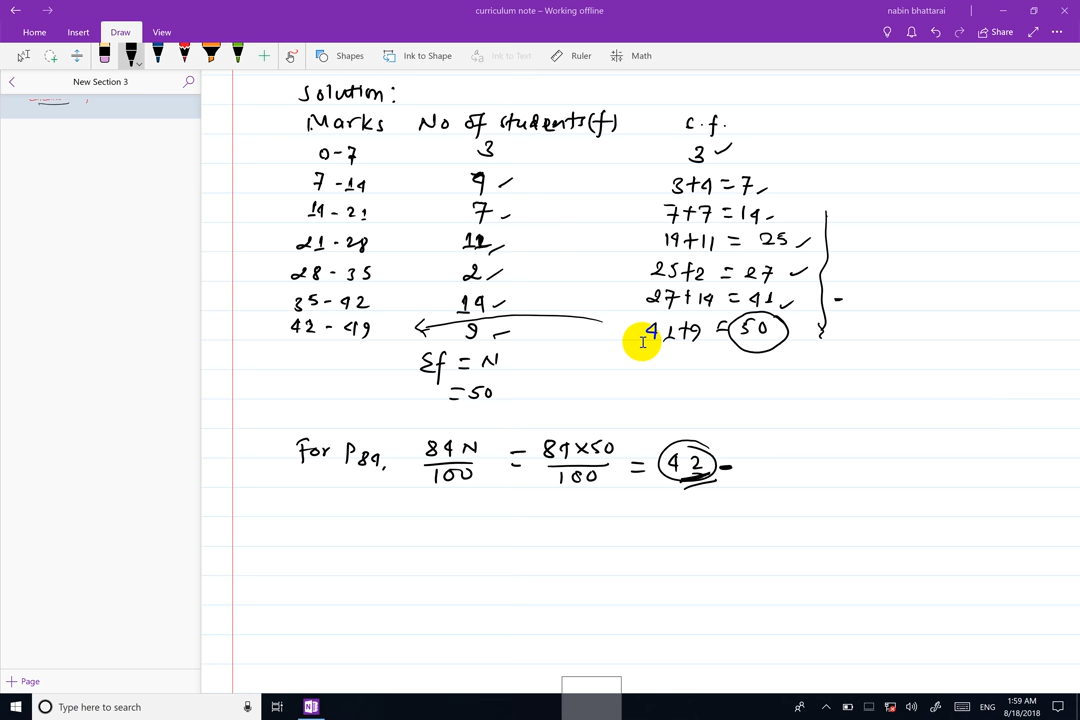 curriculum note – Working offline
nabin bhattarai
Home Insert Draw View
Share
Shapes Ink to Shape Ink to Text Ruler Math
New Section 3
Solution:
Marks No of students(f) c.f.
0-7 3 3
7-14 4 3+4=7
14-21 7 7+7=14
21-28 11 14+11=25
28-35 2 25+2=27
35-42 14 27+14=41
42-49 9 41+9=50
Σf = N
=50
For P84, 84N/100 = 84×50/100 = 42
Page
Type here to search
ENG
1:59 AM
8/18/2018